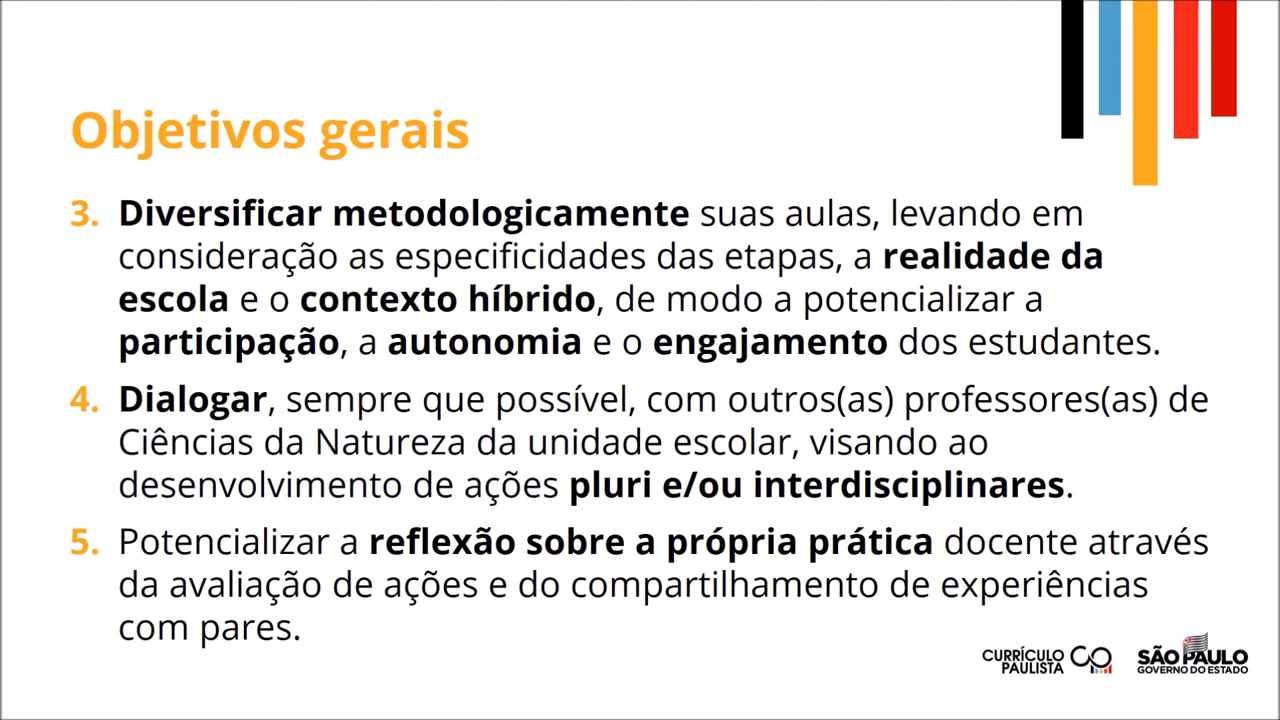 Objetivos gerais
3. Diversificar metodologicamente suas aulas, levando em
consideração as especificidades das etapas, a realidade da
escola e o contexto híbrido, de modo a potencializar a
participação, a autonomia e o engajamento dos estudantes.
4. Dialogar, sempre que possível, com outros(as) professores(as) de
Ciências da Natureza da unidade escolar, visando ao
desenvolvimento de ações pluri e/ou interdisciplinares.
5. Potencializar a reflexão sobre a própria prática docente através
da avaliação de ações e do compartilhamento de experiências
com pares.
CURRÍCULO
PAULISTA
SÃO PAULO
GOVERNO DO ESTADO